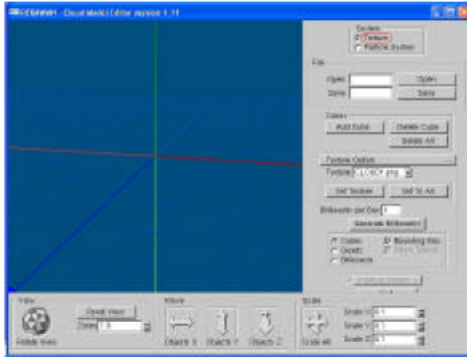 Cloud Model Editor version 1.11
System
Texture
Particle System
File
Open
Open
Save
Save
Cubes
Add Cube
Delete Cube
Delete All
Texture Option
Texture
Set Texture
Set To All
Billboards per Box
Generate Billboards
Cubes
Bounding Box
Quads
Billboards
View
Rotate View
Reset View
Zoom
Move
Objects X
Objects Y
Objects Z
Scale
Scale All
Scale X
Scale Y
Scale Z